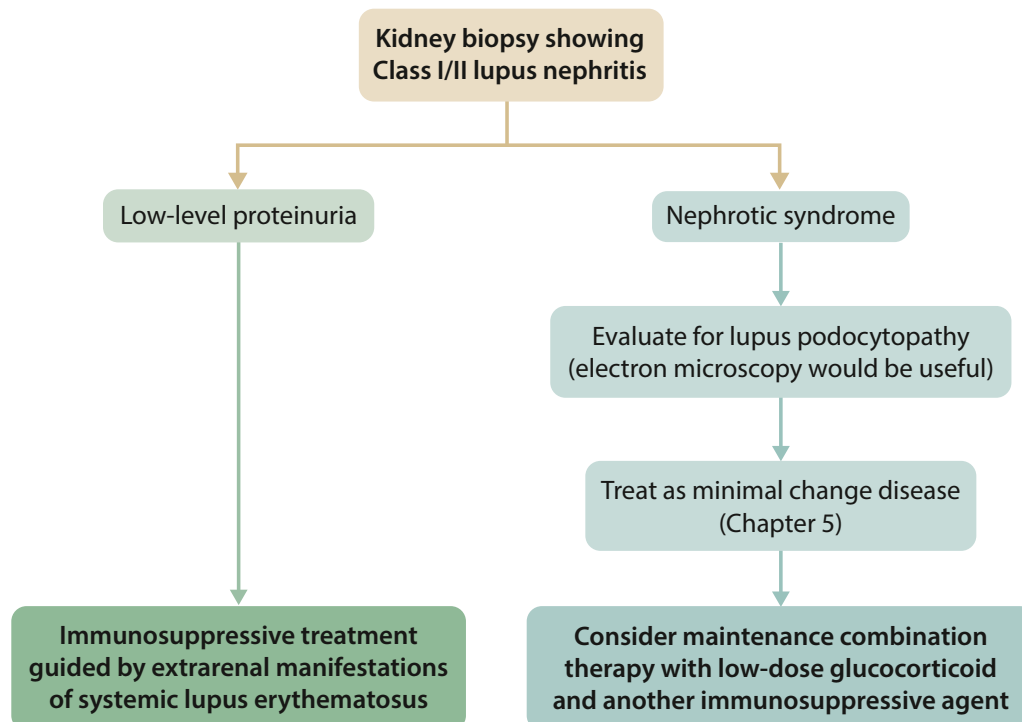 Kidney biopsy showing
Class I/II lupus nephritis
Low-level proteinuria
Nephrotic syndrome
Evaluate for lupus podocytopathy
(electron microscopy would be useful)
Treat as minimal change disease
(Chapter 5)
Immunosuppressive treatment
guided by extrarenal manifestations
of systemic lupus erythematosus
Consider maintenance combination
therapy with low-dose glucocorticoid
and another immunosuppressive agent